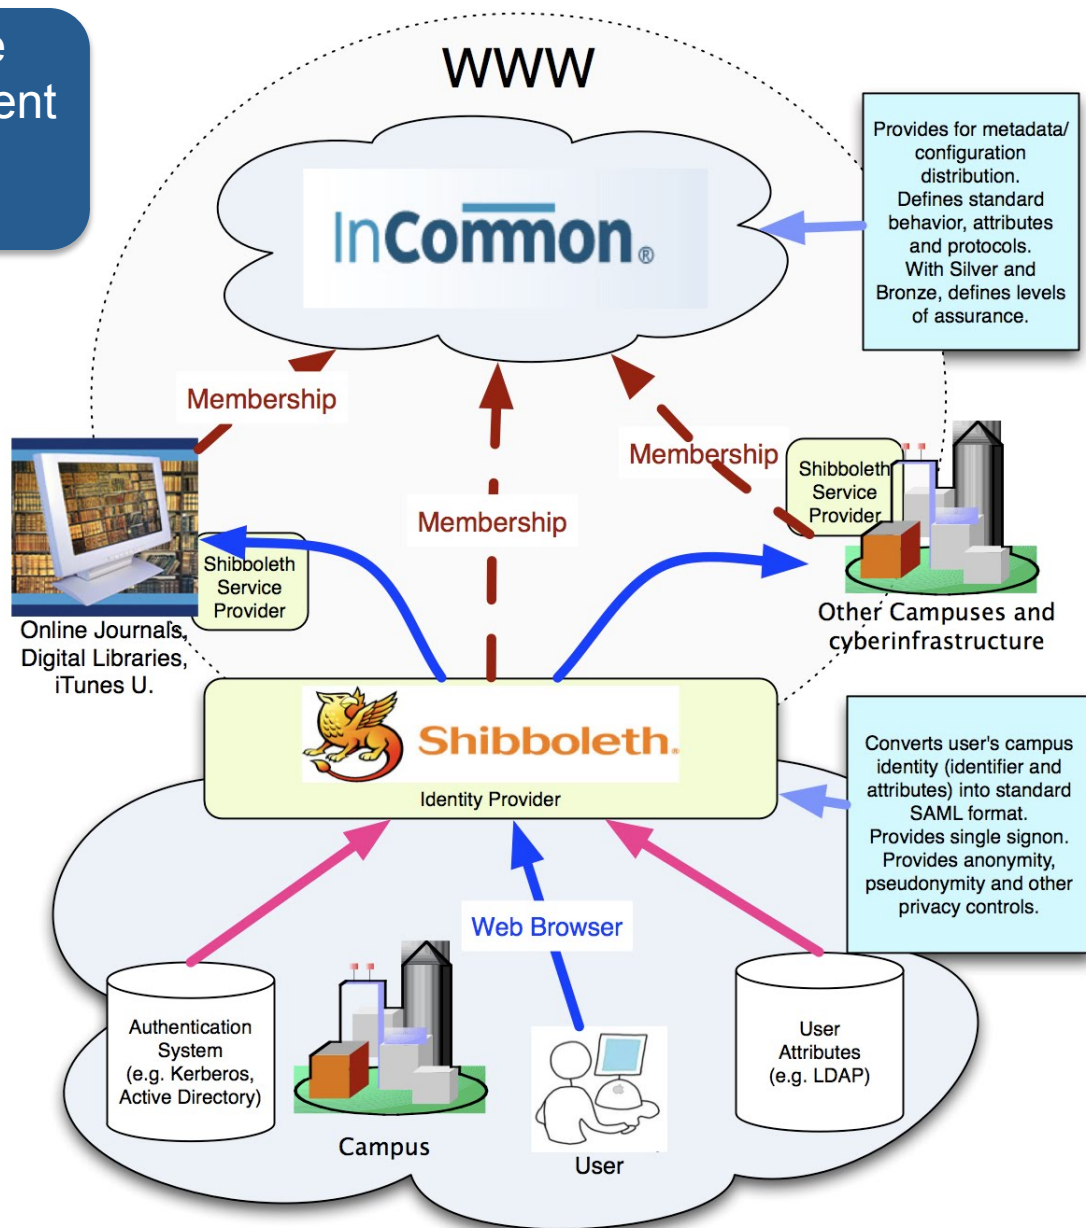 ent
WWW
InCommon®
Provides for metadata/
configuration
distribution.
Defines standard
behavior, attributes
and protocols.
With Silver and
Bronze, defines levels
of assurance.
Membership
Membership
Membership
Shibboleth
Service
Provider
Shibboleth
Service
Provider
Online Journals,
Digital Libraries,
iTunes U.
Other Campuses and
cyberinfrastructure
Shibboleth®
Identity Provider
Converts user's campus
identity (identifier and
attributes) into standard
SAML format.
Provides single signon.
Provides anonymity,
pseudonymity and other
privacy controls.
Web Browser
Authentication
System
(e.g. Kerberos,
Active Directory)
Campus
User
User
Attributes
(e.g. LDAP)